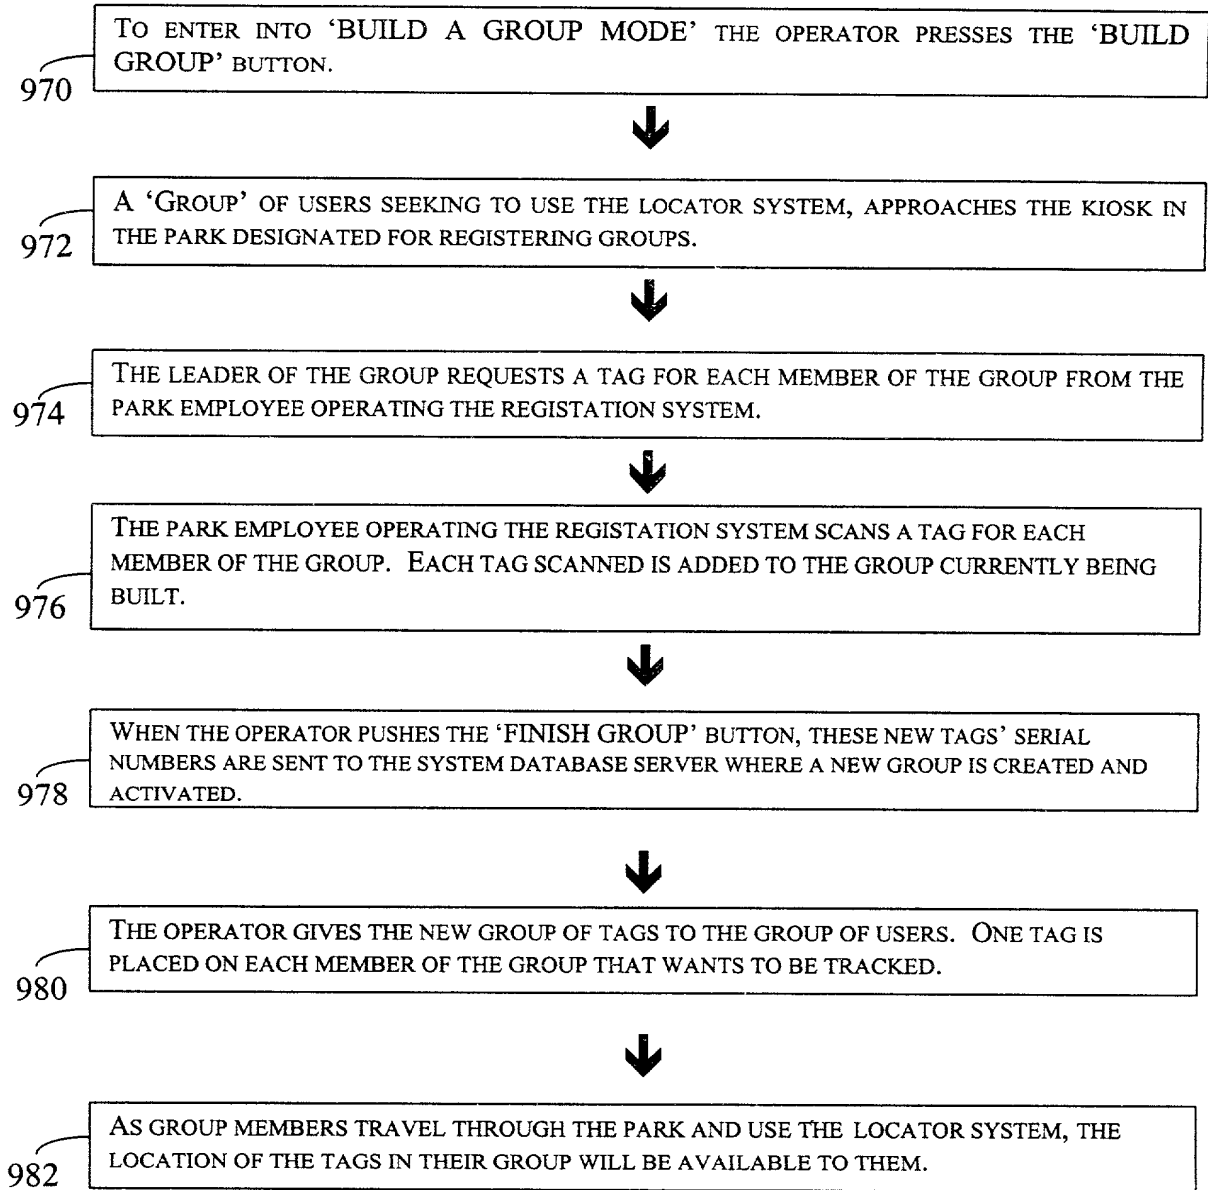 TO ENTER INTO ‘BUILD A GROUP MODE’ THE OPERATOR PRESSES THE ‘BUILD
GROUP’ BUTTON.
970
A ‘GROUP’ OF USERS SEEKING TO USE THE LOCATOR SYSTEM, APPROACHES THE KIOSK IN
THE PARK DESIGNATED FOR REGISTERING GROUPS.
972
THE LEADER OF THE GROUP REQUESTS A TAG FOR EACH MEMBER OF THE GROUP FROM THE
PARK EMPLOYEE OPERATING THE REGISTATION SYSTEM.
974
THE PARK EMPLOYEE OPERATING THE REGISTATION SYSTEM SCANS A TAG FOR EACH
MEMBER OF THE GROUP. EACH TAG SCANNED IS ADDED TO THE GROUP CURRENTLY BEING
BUILT.
976
WHEN THE OPERATOR PUSHES THE ‘FINISH GROUP’ BUTTON, THESE NEW TAGS’ SERIAL
NUMBERS ARE SENT TO THE SYSTEM DATABASE SERVER WHERE A NEW GROUP IS CREATED AND
ACTIVATED.
978
THE OPERATOR GIVES THE NEW GROUP OF TAGS TO THE GROUP OF USERS. ONE TAG IS
PLACED ON EACH MEMBER OF THE GROUP THAT WANTS TO BE TRACKED.
980
AS GROUP MEMBERS TRAVEL THROUGH THE PARK AND USE THE LOCATOR SYSTEM, THE
LOCATION OF THE TAGS IN THEIR GROUP WILL BE AVAILABLE TO THEM.
982